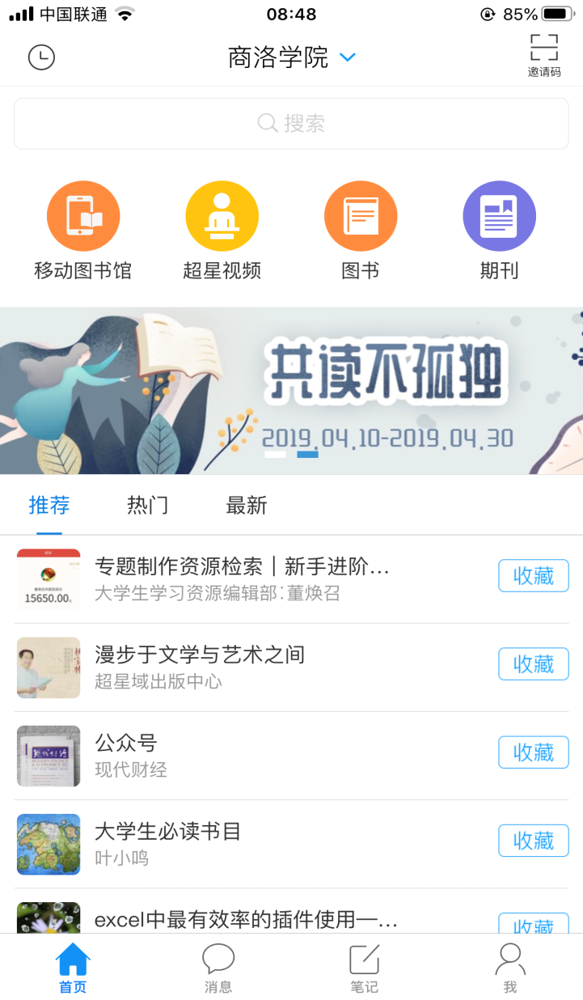 中国联通
08:48
85%
商洛学院
邀请码
搜索
移动图书馆
超星视频
图书
期刊
共读不孤独
2019.04.10-2019.04.30
推荐
热门
最新
专题制作资源检索｜新手进阶...
大学生学习资源编辑部:董焕召
收藏
15650.00
漫步于文学与艺术之间
超星域出版中心
收藏
公众号
现代财经
收藏
大学生必读书目
叶小鸣
收藏
excel中最有效率的插件使用一...
收藏
首页
消息
笔记
我